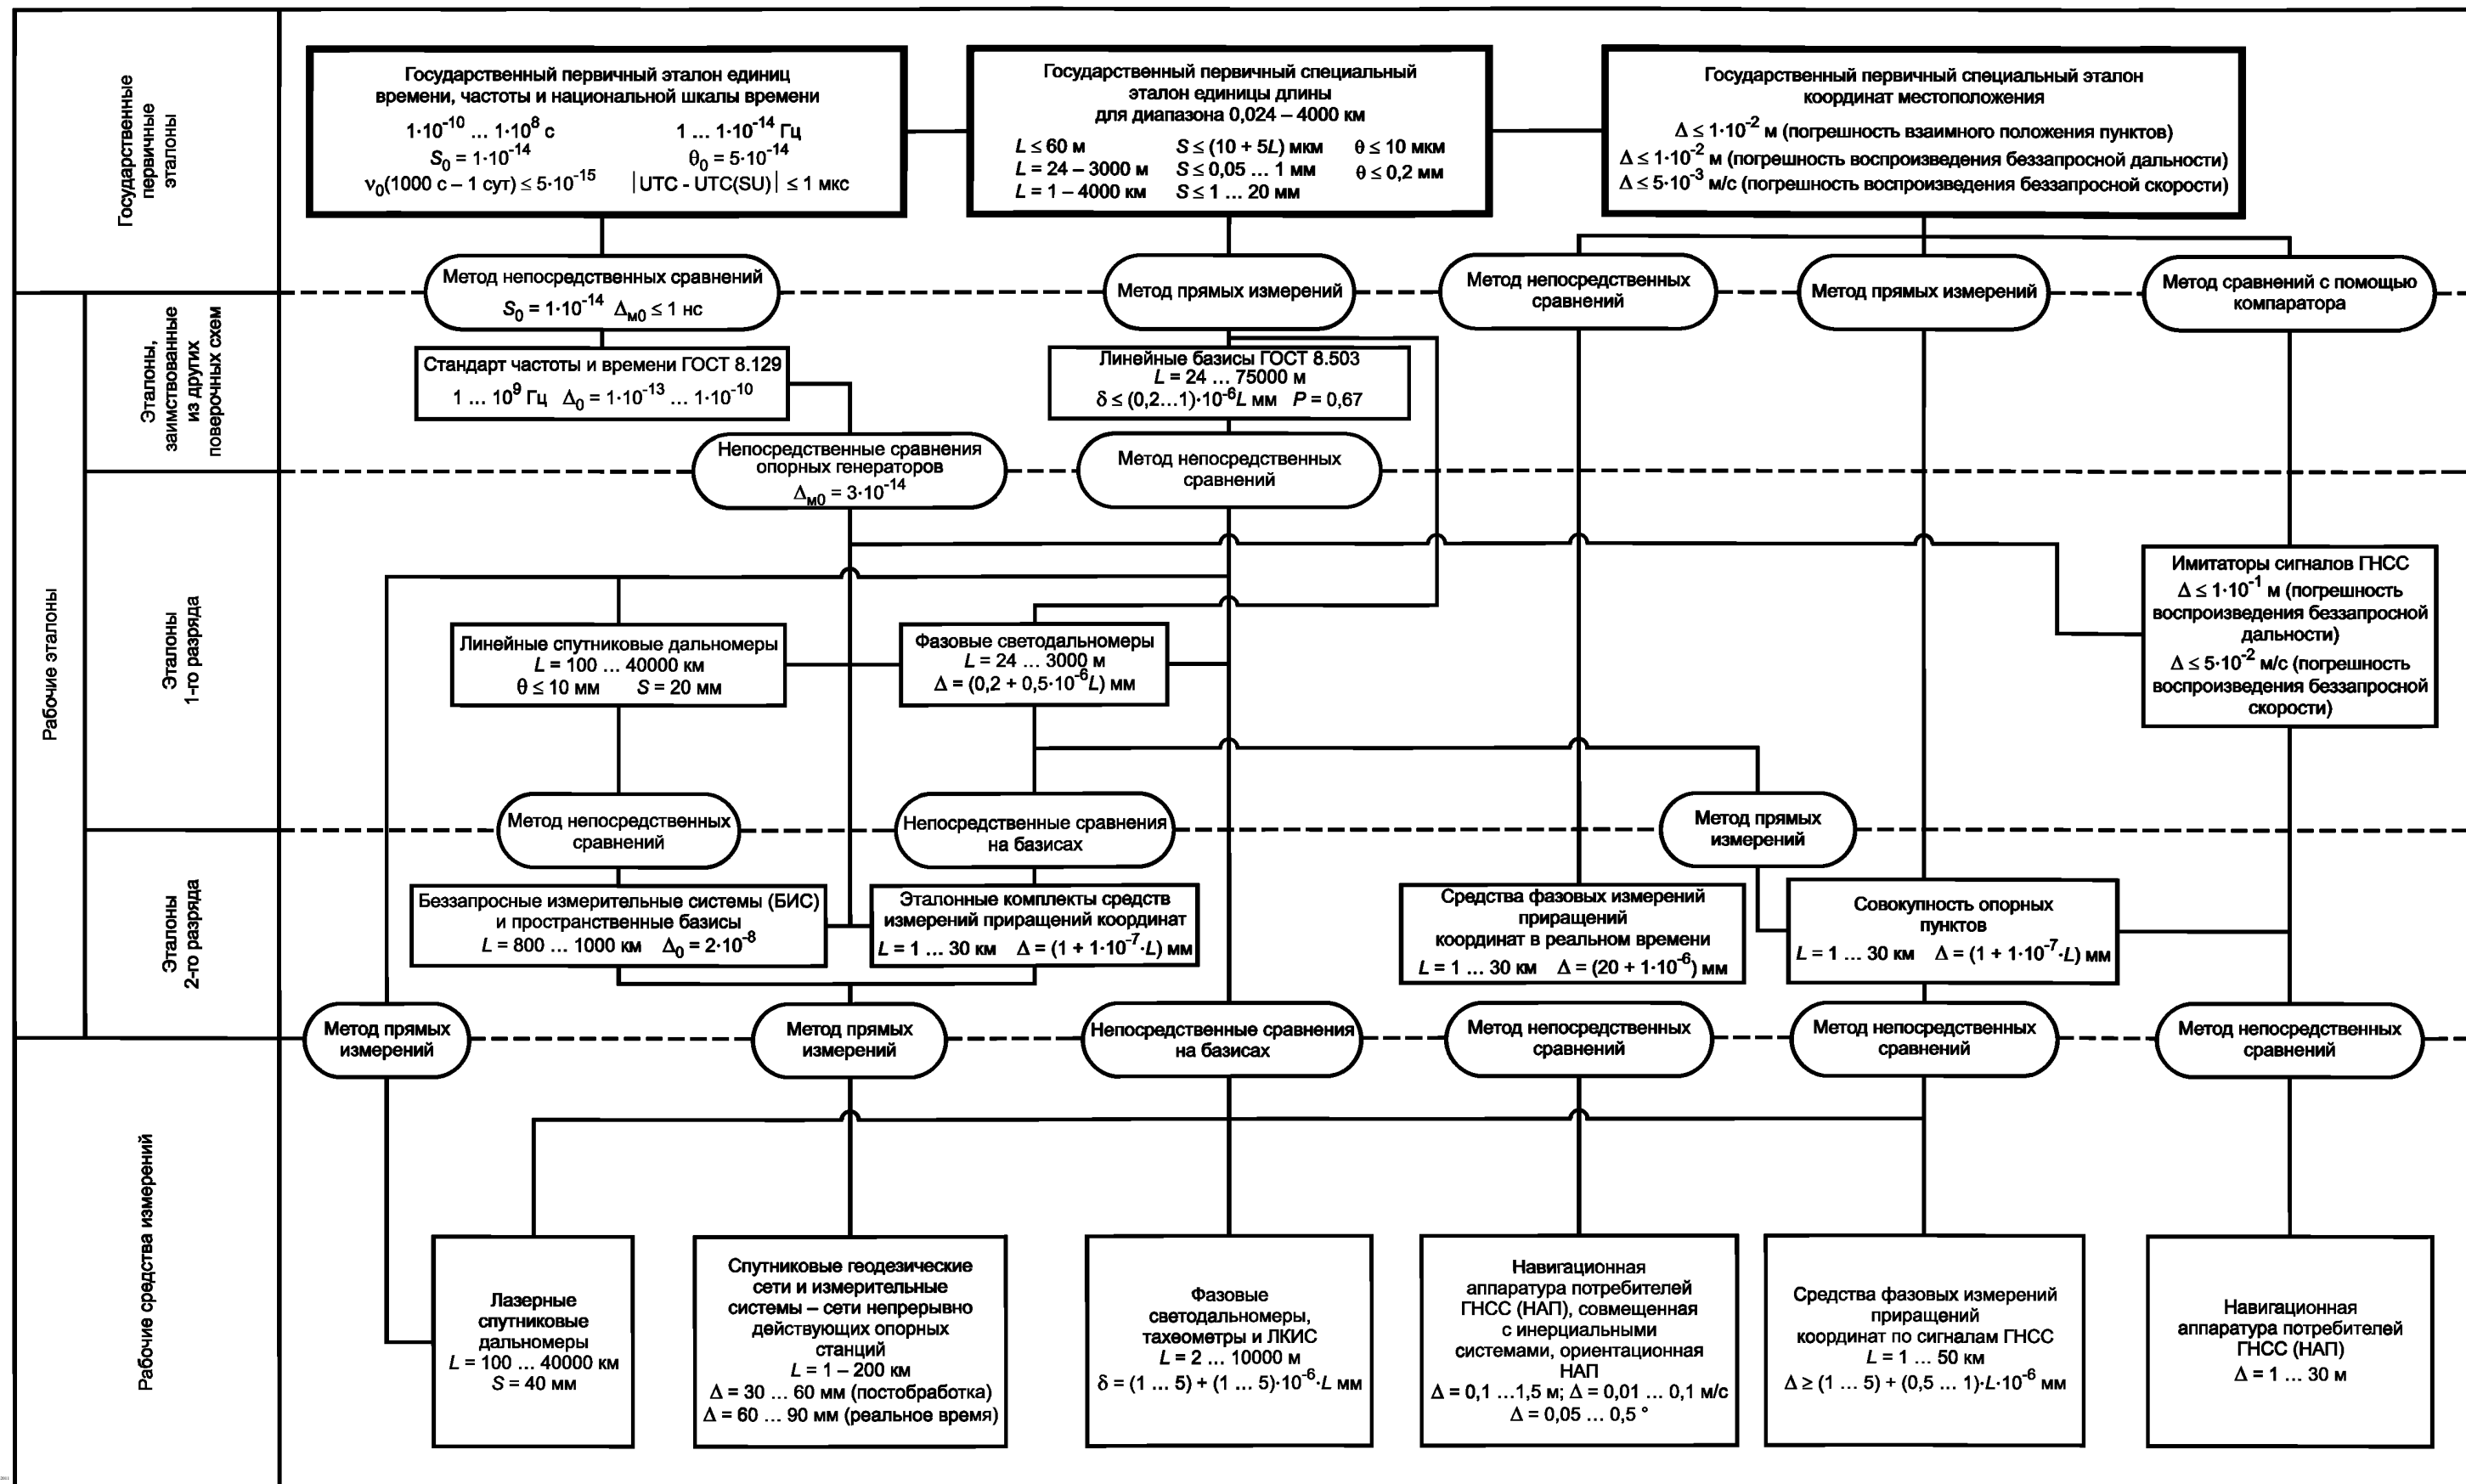 Государственные
первичные
эталоны
Государственный первичный эталон единиц
времени, частоты и национальной шкалы времени
1·10⁻¹⁰ ... 1·10⁸ с 1 ... 1·10⁻¹⁴ Гц
S₀ = 1·10⁻¹⁴ θ₀ = 5·10⁻¹⁴
ν₀(1000 с – 1 сут) ≤ 5·10⁻¹⁵ |UTC - UTC(SU)| ≤ 1 мкс
Государственный первичный специальный
эталон единицы длины
для диапазона 0,024 – 4000 км
L ≤ 60 м S ≤ (10 + 5L) мкм θ ≤ 10 мкм
L = 24 – 3000 м S ≤ 0,05 ... 1 мм θ ≤ 0,2 мм
L = 1 – 4000 км S ≤ 1 ... 20 мм
Государственный первичный специальный эталон
координат местоположения
Δ ≤ 1·10⁻² м (погрешность взаимного положения пунктов)
Δ ≤ 1·10⁻² м (погрешность воспроизведения беззапросной дальности)
Δ ≤ 5·10⁻³ м/с (погрешность воспроизведения беззапросной скорости)
Метод непосредственных сравнений
S₀ = 1·10⁻¹⁴ Δм0 ≤ 1 нс
Метод прямых измерений
Метод непосредственных
сравнений
Метод прямых измерений
Метод сравнений с помощью
компаратора
Рабочие эталоны
Эталоны,
заимствованные
из других
поверочных схем
Стандарт частоты и времени ГОСТ 8.129
1 ... 10⁹ Гц Δ₀ = 1·10⁻¹³ ... 1·10⁻¹⁰
Линейные базисы ГОСТ 8.503
L = 24 ... 75000 м
δ ≤ (0,2...1)·10⁻⁶L мм P = 0,67
Непосредственные сравнения
опорных генераторов
Δм0 = 3·10⁻¹⁴
Метод непосредственных
сравнений
Эталоны
1-го разряда
Линейные спутниковые дальномеры
L = 100 ... 40000 км
θ ≤ 10 мм S = 20 мм
Фазовые светодальномеры
L = 24 ... 3000 м
Δ = (0,2 + 0,5·10⁻⁶L) мм
Имитаторы сигналов ГНСС
Δ ≤ 1·10⁻¹ м (погрешность
воспроизведения беззапросной
дальности)
Δ ≤ 5·10⁻² м/с (погрешность
воспроизведения беззапросной
скорости)
Метод непосредственных
сравнений
Непосредственные сравнения
на базисах
Метод прямых
измерений
Эталоны
2-го разряда
Беззапросные измерительные системы (БИС)
и пространственные базисы
L = 800 ... 1000 км Δ₀ = 2·10⁻⁸
Эталонные комплекты средств
измерений приращений координат
L = 1 ... 30 км Δ = (1 + 1·10⁻⁷·L) мм
Средства фазовых измерений
приращений
координат в реальном времени
L = 1 ... 30 км Δ = (20 + 1·10⁻⁶) мм
Совокупность опорных
пунктов
L = 1 ... 30 км Δ = (1 + 1·10⁻⁷·L) мм
Метод прямых
измерений
Метод прямых
измерений
Непосредственные сравнения
на базисах
Метод непосредственных
сравнений
Метод непосредственных
сравнений
Метод непосредственных
сравнений
Рабочие средства измерений
Лазерные
спутниковые
дальномеры
L = 100 ... 40000 км
S = 40 мм
Спутниковые геодезические
сети и измерительные
системы – сети непрерывно
действующих опорных
станций
L = 1 – 200 км
Δ = 30 ... 60 мм (постобработка)
Δ = 60 ... 90 мм (реальное время)
Фазовые
светодальномеры,
тахеометры и ЛКИС
L = 2 ... 10000 м
δ = (1 ... 5) + (1 ... 5)·10⁻⁶·L мм
Навигационная
аппаратура потребителей
ГНСС (НАП), совмещенная
с инерциальными
системами, ориентационная
НАП
Δ = 0,1 ...1,5 м; Δ = 0,01 ... 0,1 м/с
Δ = 0,05 ... 0,5 °
Средства фазовых измерений
приращений
координат по сигналам ГНСС
L = 1 ... 50 км
Δ ≥ (1 ... 5) + (0,5 ... 1)·L·10⁻⁶ мм
Навигационная
аппаратура потребителей
ГНСС (НАП)
Δ = 1 ... 30 м